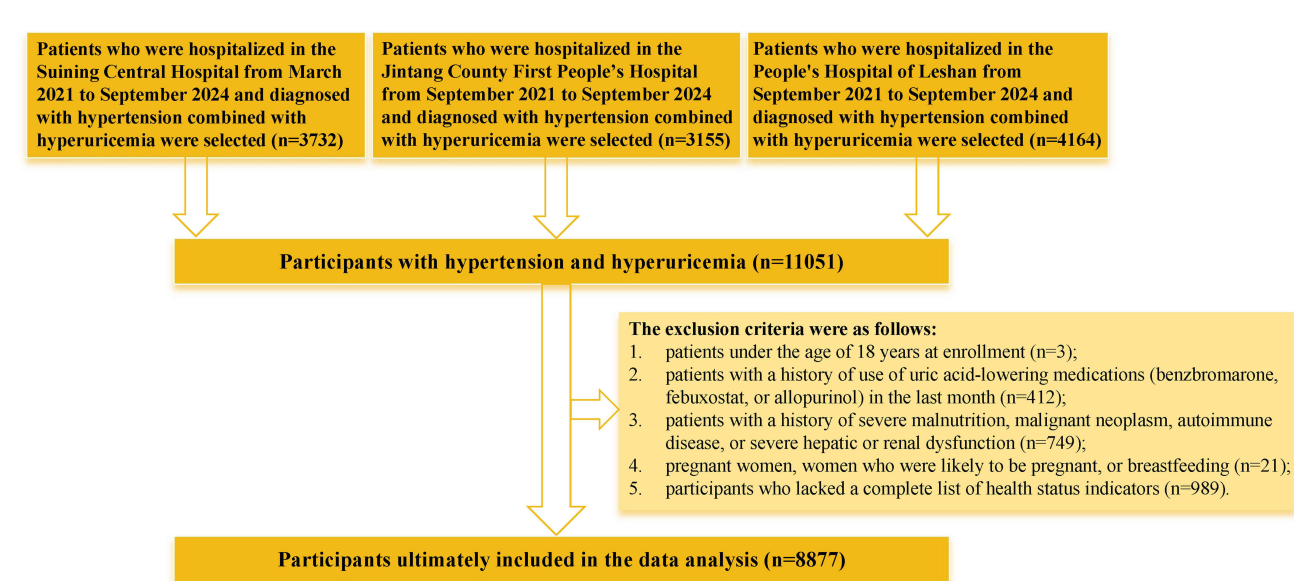 Patients who were hospitalized in the
Suining Central Hospital from March
2021 to September 2024 and diagnosed
with hypertension combined with
hyperuricemia were selected (n=3732)
Patients who were hospitalized in the
Jintang County First People’s Hospital
from September 2021 to September 2024
and diagnosed with hypertension combined
with hyperuricemia were selected (n=3155)
Patients who were hospitalized in the
People's Hospital of Leshan from
September 2021 to September 2024 and
diagnosed with hypertension combined
with hyperuricemia were selected (n=4164)
Participants with hypertension and hyperuricemia (n=11051)
The exclusion criteria were as follows:
1. patients under the age of 18 years at enrollment (n=3);
2. patients with a history of use of uric acid-lowering medications (benzbromarone,
febuxostat, or allopurinol) in the last month (n=412);
3. patients with a history of severe malnutrition, malignant neoplasm, autoimmune
disease, or severe hepatic or renal dysfunction (n=749);
4. pregnant women, women who were likely to be pregnant, or breastfeeding (n=21);
5. participants who lacked a complete list of health status indicators (n=989).
Participants ultimately included in the data analysis (n=8877)